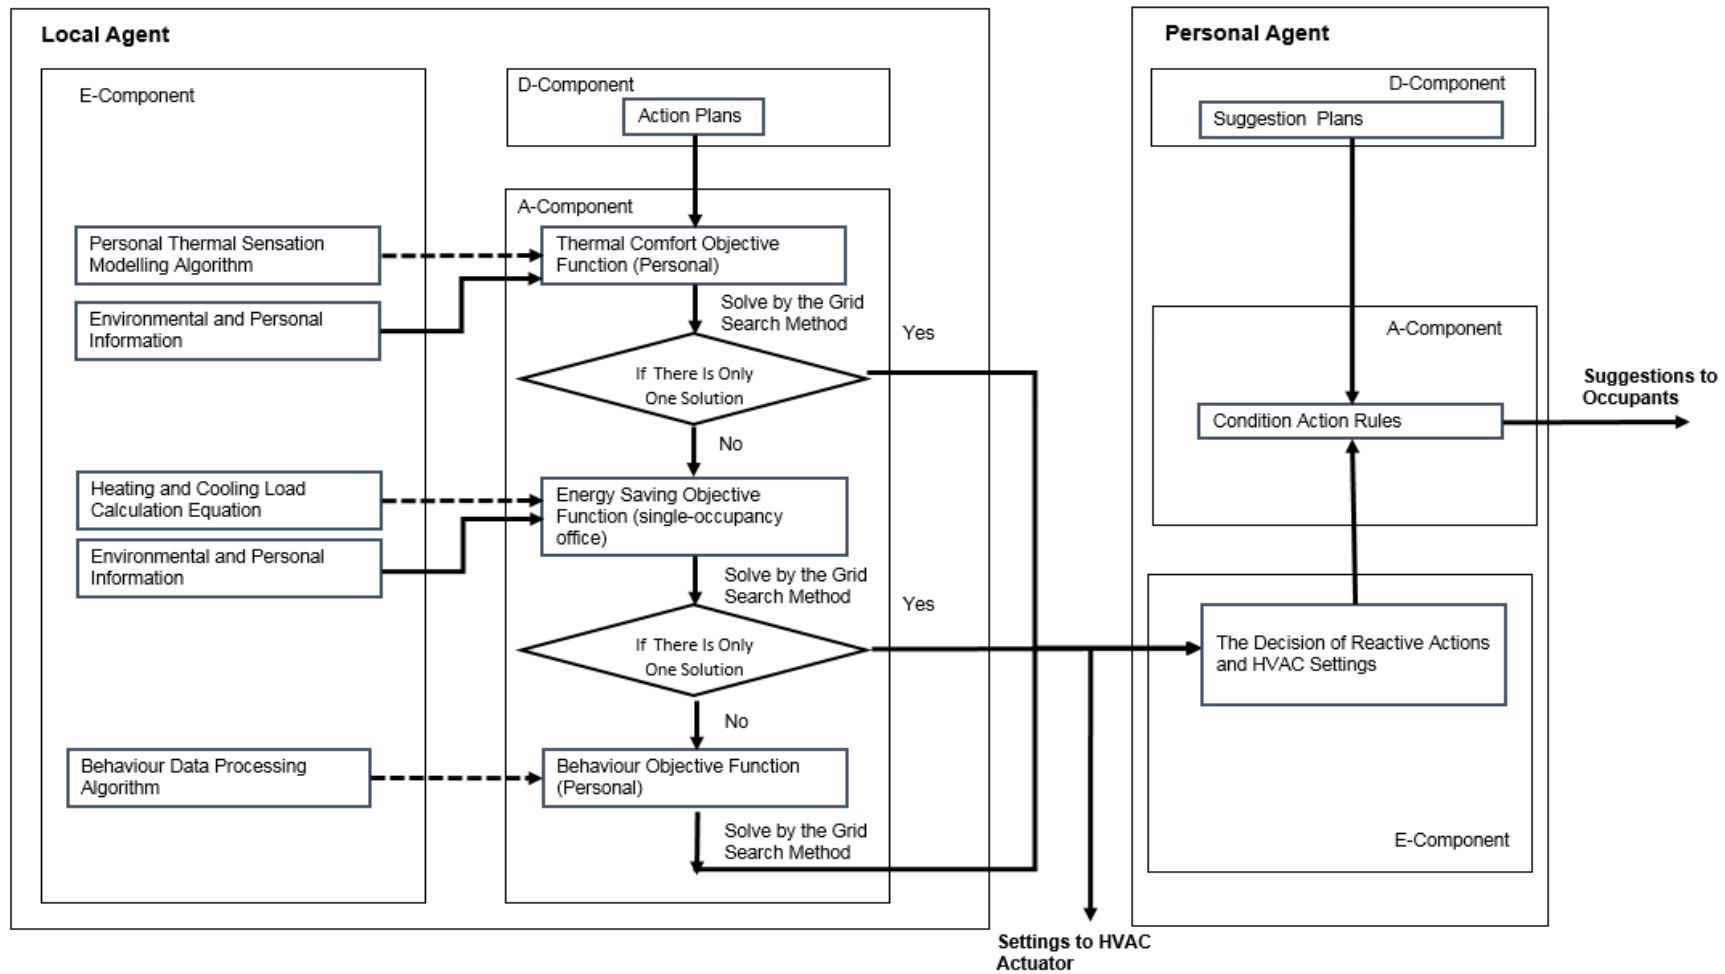 Local Agent
E-Component
D-Component
Action Plans
A-Component
Personal Thermal Sensation
Modelling Algorithm
Thermal Comfort Objective
Function (Personal)
Environmental and Personal
Information
Solve by the Grid
Search Method
Yes
If There Is Only
One Solution
No
Heating and Cooling Load
Calculation Equation
Energy Saving Objective
Function (single-occupancy
office)
Environmental and Personal
Information
Solve by the Grid
Search Method
Yes
If There Is Only
One Solution
No
Behaviour Data Processing
Algorithm
Behaviour Objective Function
(Personal)
Solve by the Grid
Search Method
Settings to HVAC
Actuator
Personal Agent
D-Component
Suggestion Plans
A-Component
Condition Action Rules
Suggestions to
Occupants
The Decision of Reactive Actions
and HVAC Settings
E-Component